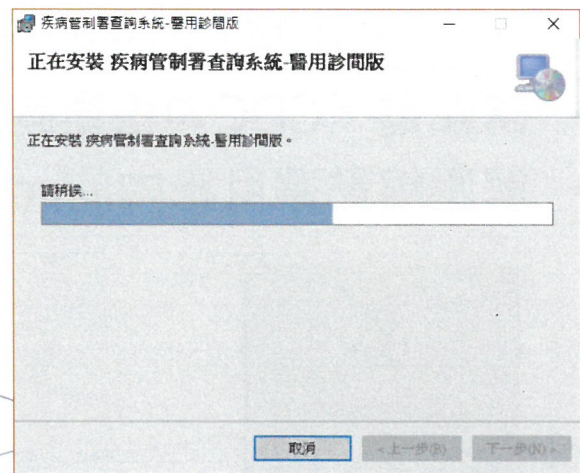 疾病管制署查詢系統-醫用診間版
正在安裝 疾病管制署查詢系統-醫用診間版
正在安裝 疾病管制署查詢系統-醫用診間版。
請稍候...
取消
< 上一步(B)
下一步(N) >